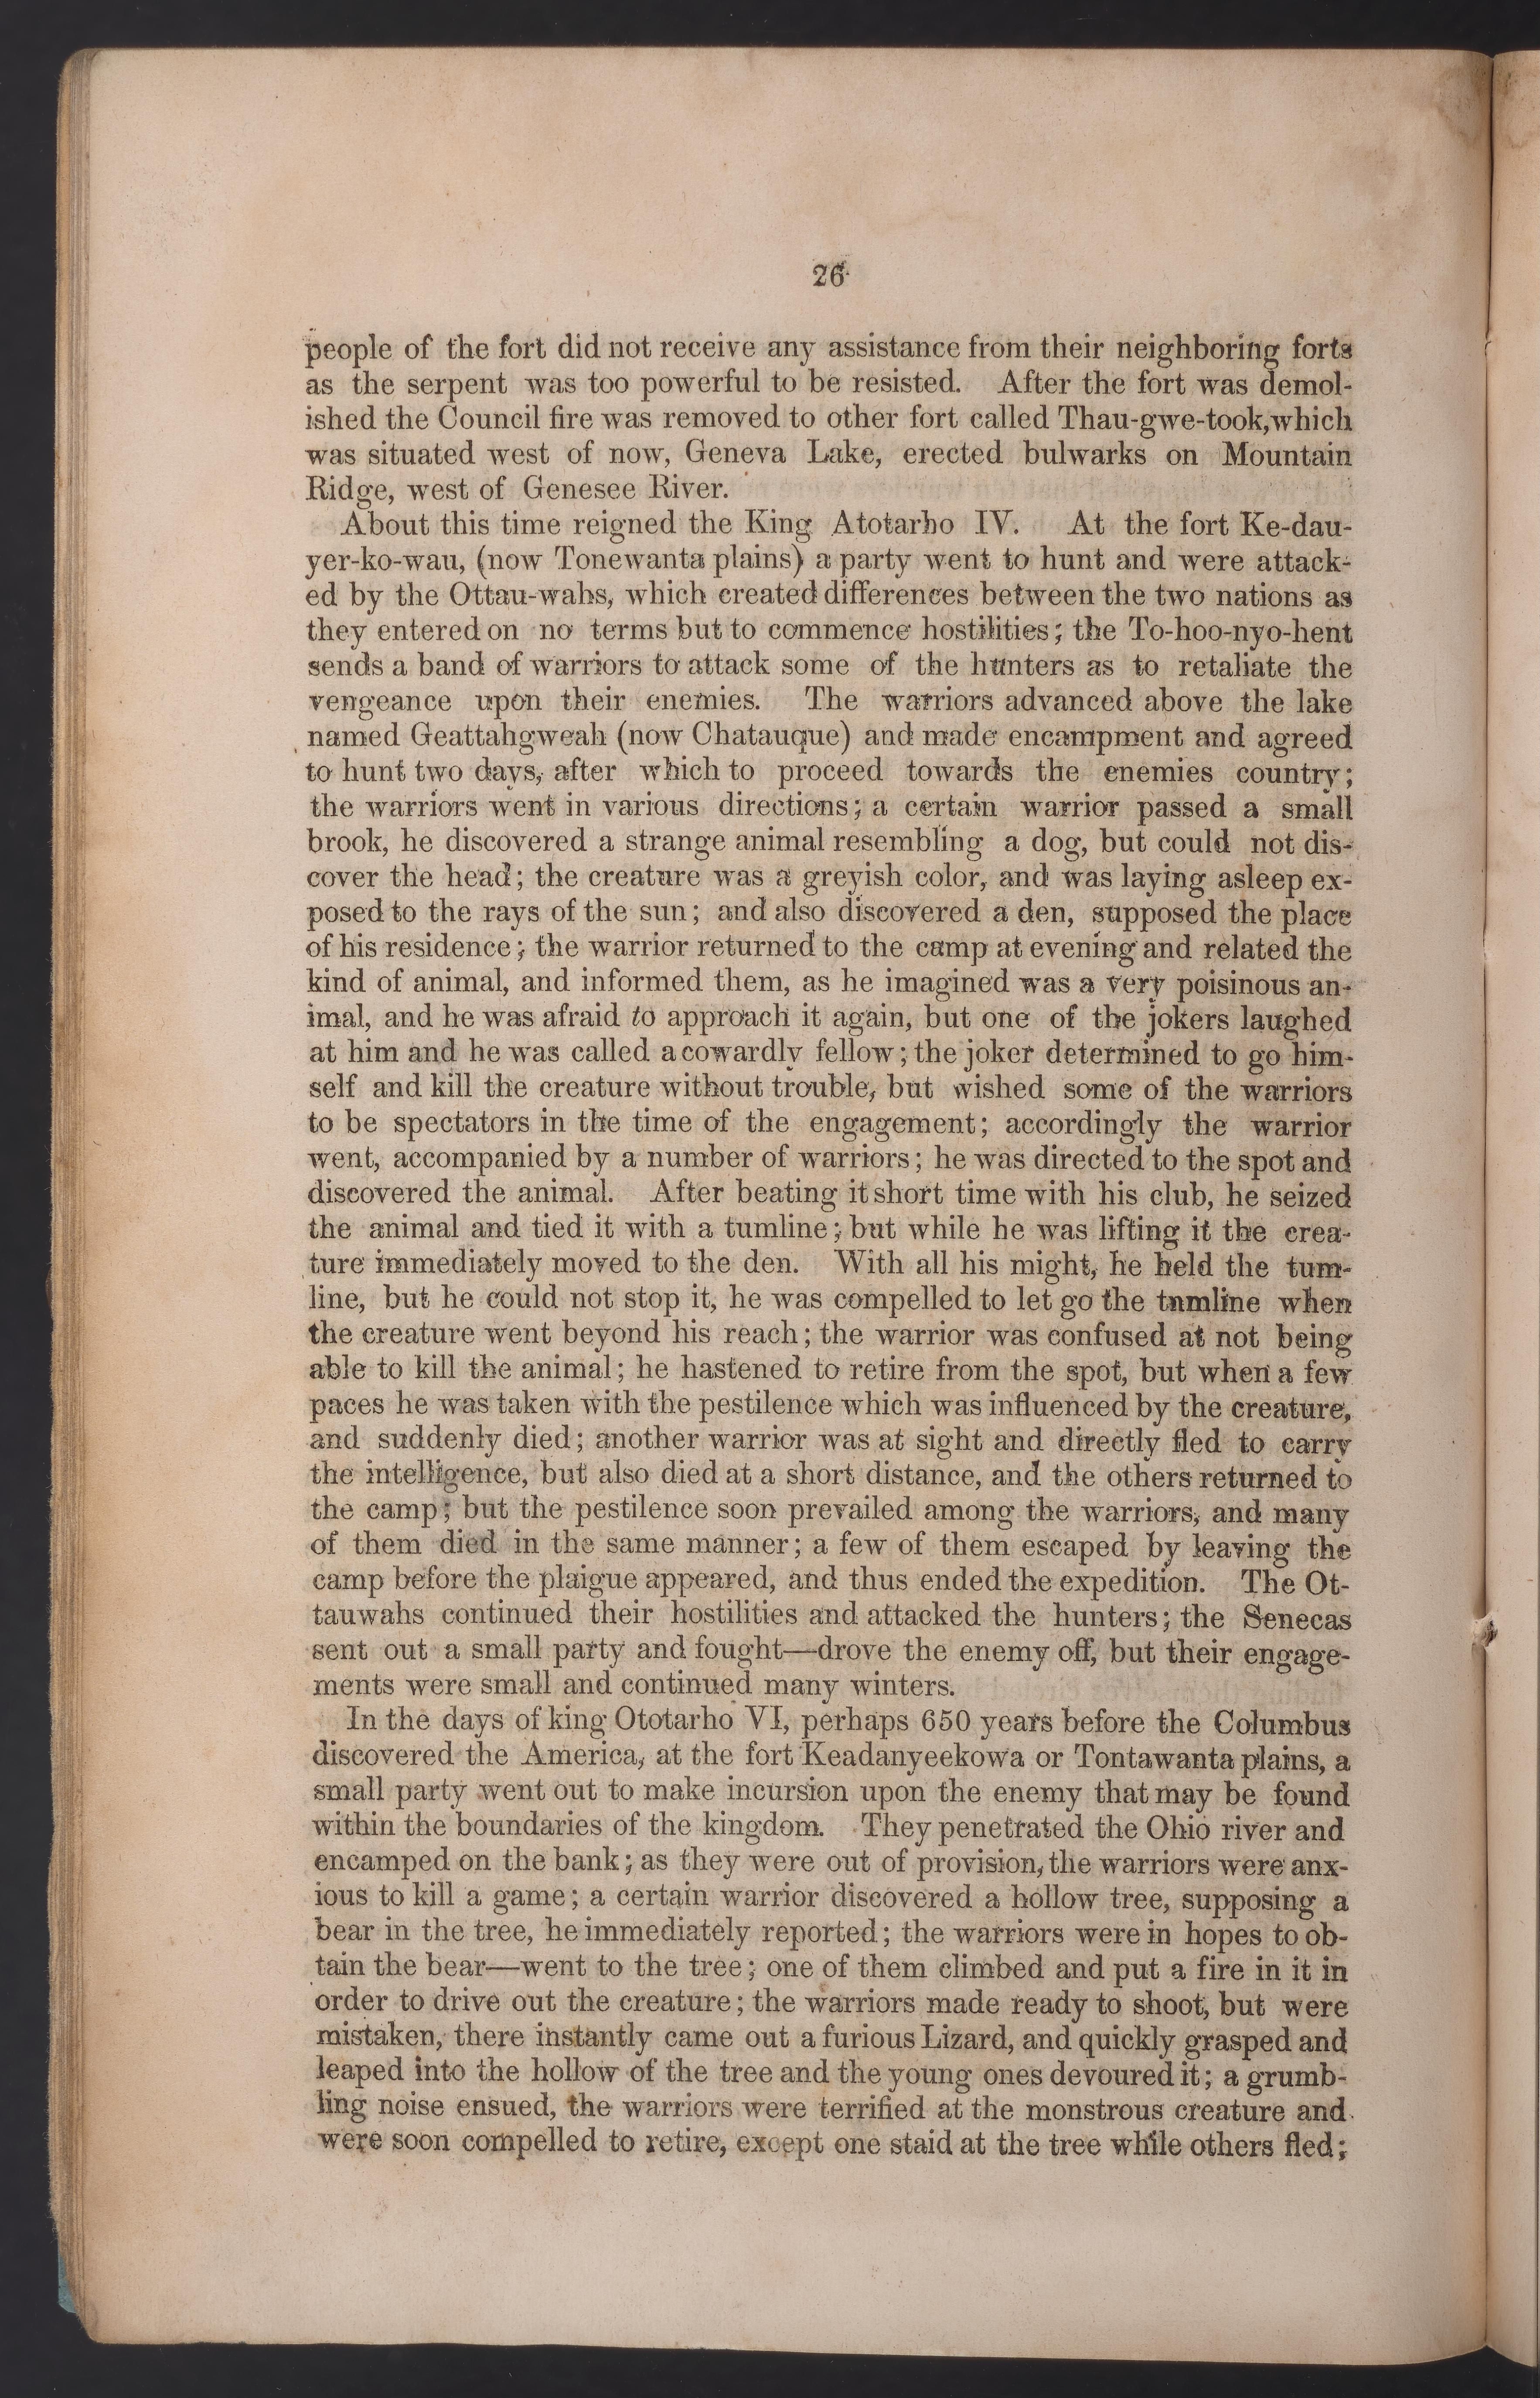 26
people of the fort did not receive any assistance from their neighboring forts
as the serpent was too powerful to be resisted. After the fort was demol-
ished the Council fire was removed to other fort called Thau-gwe-took,which
was situated west of now, Geneva Lake, erected bulwarks on Mountain
Ridge, west of Genesee River.
About this time reigned the King Atotarho IV. At the fort Ke-dau-
yer-ko-wau, (now Tonewanta plains) a party went to hunt and were attack-
ed by the Ottau-wahs, which created differences between the two nations as
they entered on no terms but to commence hostilities; the To-hoo-nyo-hent
sends a band of warriors to attack some of the hunters as to retaliate the
vengeance upon their enemies. The warriors advanced above the lake
named Geattahgweah (now Chatauque) and made encampment and agreed
to hunt two days, after which to proceed towards the enemies country;
the warriors went in various directions; a certain warrior passed a small
brook, he discovered a strange animal resembling a dog, but could not dis-
cover the head; the creature was a greyish color, and was laying asleep ex-
posed to the rays of the sun; and also discovered a den, supposed the place
of his residence; the warrior returned to the camp at evening and related the
kind of animal, and informed them, as he imagined was a very poisinous an-
imal, and he was afraid to approach it again, but one of the jokers laughed
at him and he was called a cowardly fellow; the joker determined to go him-
self and kill the creature without trouble, but wished some of the warriors
to be spectators in the time of the engagement; accordingly the warrior
went, accompanied by a number of warriors; he was directed to the spot and
discovered the animal. After beating it short time with his club, he seized
the animal and tied it with a tumline; but while he was lifting it the crea-
ture immediately moved to the den. With all his might, he held the tum-
line, but he could not stop it, he was compelled to let go the tnmline when
the creature went beyond his reach; the warrior was confused at not being
able to kill the animal; he hastened to retire from the spot, but when a few
paces he was taken with the pestilence which was influenced by the creature,
and suddenly died; another warrior was at sight and directly fled to carry
the intelligence, but also died at a short distance, and the others returned to
the camp; but the pestilence soon prevailed among the warriors, and many
of them died in the same manner; a few of them escaped by leaving the
camp before the plaigue appeared, and thus ended the expedition. The Ot-
tauwahs continued their hostilities and attacked the hunters; the Senecas
sent out a small party and fought—drove the enemy off, but their engage-
ments were small and continued many winters.
In the days of king Ototarho VI, perhaps 650 years before the Columbus
discovered the America, at the fort Keadanyeekowa or Tontawanta plains, a
small party went out to make incursion upon the enemy that may be found
within the boundaries of the kingdom. They penetrated the Ohio river and
encamped on the bank; as they were out of provision, the warriors were anx-
ious to kill a game; a certain warrior discovered a hollow tree, supposing a
bear in the tree, he immediately reported; the warriors were in hopes to ob-
tain the bear—went to the tree; one of them climbed and put a fire in it in
order to drive out the creature; the warriors made ready to shoot, but were
mistaken, there instantly came out a furious Lizard, and quickly grasped and
leaped into the hollow of the tree and the young ones devoured it; a grumb-
ling noise ensued, the warriors were terrified at the monstrous creature and
were soon compelled to retire, except one staid at the tree while others fled;